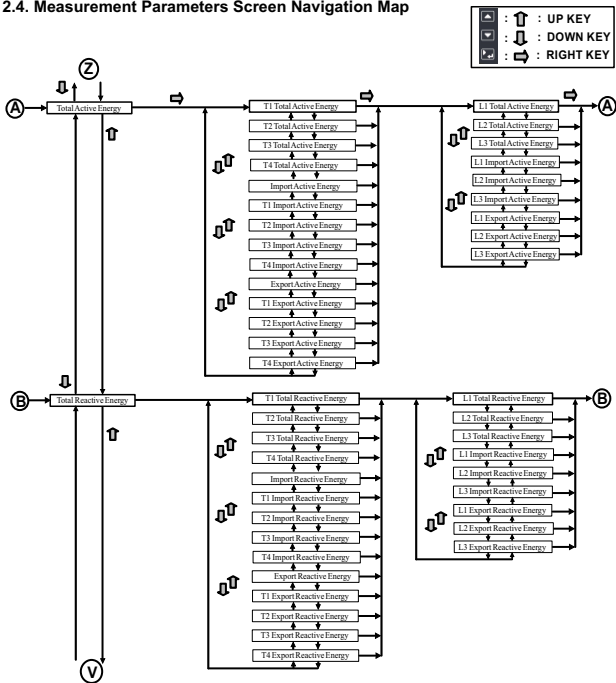 2.4. Measurement Parameters Screen Navigation Map
: UP KEY
: DOWN KEY
: RIGHT KEY
Z
A
Total Active Energy
T1 Total Active Energy
T2 Total Active Energy
T3 Total Active Energy
T4 Total Active Energy
Import Active Energy
T1 Import Active Energy
T2 Import Active Energy
T3 Import Active Energy
T4 Import Active Energy
Export Active Energy
T1 Export Active Energy
T2 Export Active Energy
T3 Export Active Energy
T4 Export Active Energy
L1 Total Active Energy
L2 Total Active Energy
L3 Total Active Energy
L1 Import Active Energy
L2 Import Active Energy
L3 Import Active Energy
L1 Export Active Energy
L2 Export Active Energy
L3 Export Active Energy
A
B
Total Reactive Energy
T1 Total Reactive Energy
T2 Total Reactive Energy
T3 Total Reactive Energy
T4 Total Reactive Energy
Import Reactive Energy
T1 Import Reactive Energy
T2 Import Reactive Energy
T3 Import Reactive Energy
T4 Import Reactive Energy
Export Reactive Energy
T1 Export Reactive Energy
T2 Export Reactive Energy
T3 Export Reactive Energy
T4 Export Reactive Energy
L1 Total Reactive Energy
L2 Total Reactive Energy
L3 Total Reactive Energy
L1 Import Reactive Energy
L2 Import Reactive Energy
L3 Import Reactive Energy
L1 Export Reactive Energy
L2 Export Reactive Energy
L3 Export Reactive Energy
B
V